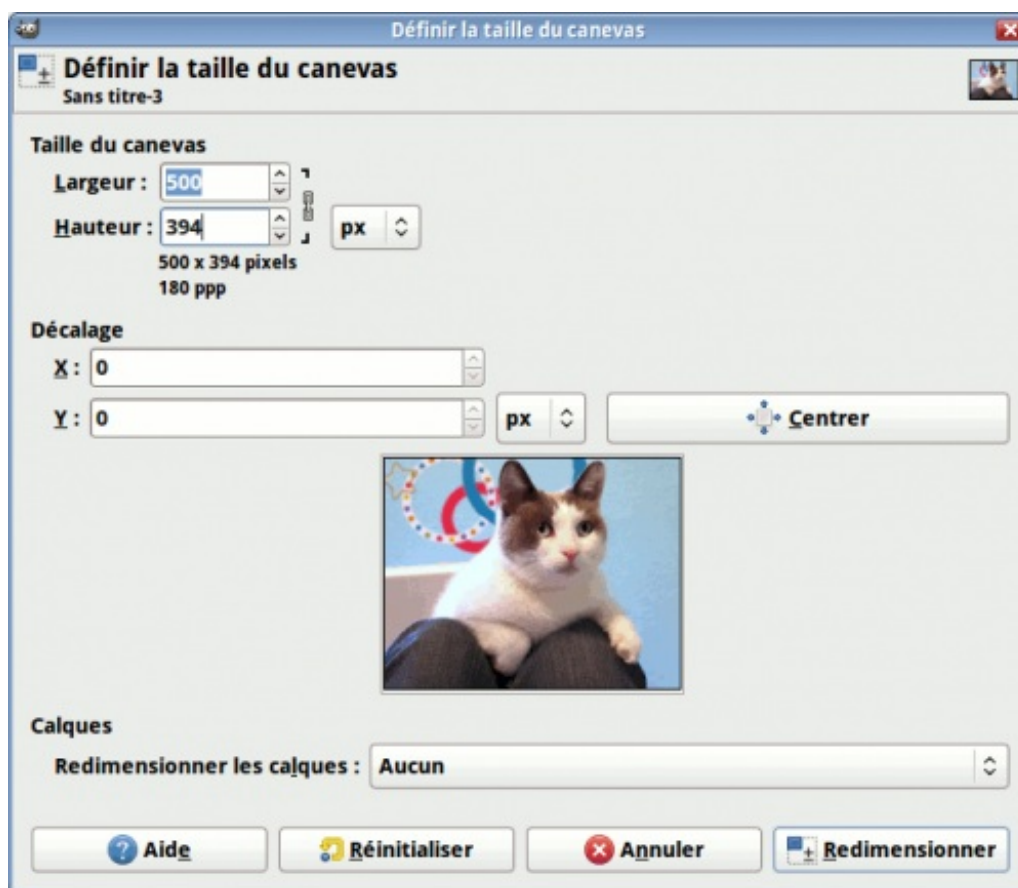 Définir la taille du canevas
Définir la taille du canevas
Sans titre-3
Taille du canevas
Largeur : 500
Hauteur : 394 px
500 x 394 pixels
180 ppp
Décalage
X : 0
Y : 0 px Centrer
Calques
Redimensionner les calques : Aucun
Aide Réinitialiser Annuler Redimensionner